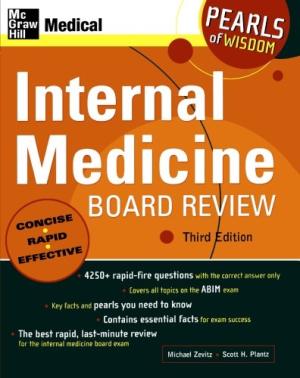 Mc
Graw
Hill
Medical
PEARLS
of WISDOM
Internal
Medicine
BOARD REVIEW
Third Edition
CONCISE
• RAPID •
EFFECTIVE
• 4250+ rapid-fire questions with the correct answer only
• Covers all topics on the ABIM exam
• Key facts and pearls you need to know
• Contains essential facts for exam success
• The best rapid, last-minute review
for the internal medicine board exam
Michael Zevitz • Scott H. Plantz